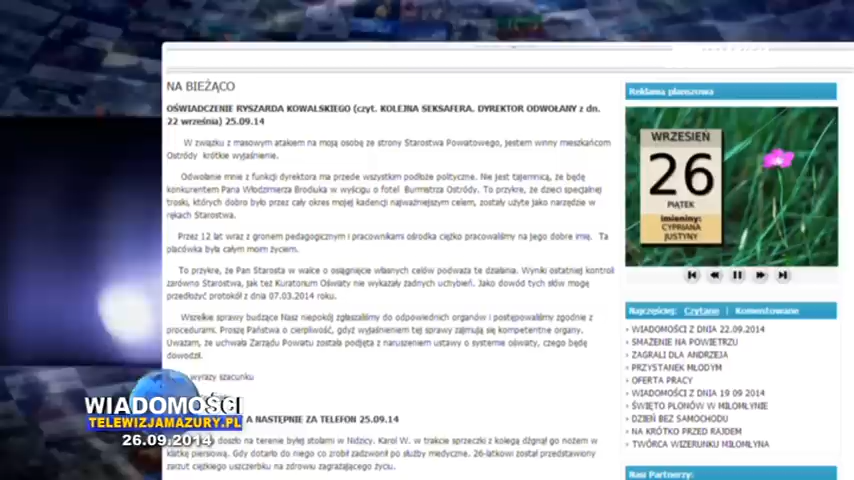 NA BIEŻĄCO
OŚWIADCZENIE RYSZARDA KOWALSKIEGO (czyt. KOLEJNA SEKSAFERA. DYREKTOR ODWOŁANY z dn.
22 września) 25.09.14
W związku z masowym atakiem na moją osobę ze strony Starostwa Powiatowego, jestem winny mieszkańcom
Ostródy krótkie wyjaśnienie.
Odwołanie mnie z funkcji dyrektora ma przede wszystkim podłoże polityczne. Nie jest tajemnicą, że będę
konkurentem Pana Włodzimierza Brodiuka w wyścigu o fotel Burmistrza Ostródy. To przykre, że dzieci specjalnej
troski, których dobro było przez cały okres mojej kadencji najważniejszym celem, zostały użyte jako narzędzie w
rękach Starostwa.
Przez 12 lat wraz z gronem pedagogicznym i pracownikami ośrodka ciężko pracowaliśmy na jego dobre imię. Ta
placówka była całym moim życiem.
To przykre, że Pan Starosta w walce o osiągnięcie własnych celów podważa te działania. Wyniki ostatniej kontroli
zarówno Starostwa, jak też Kuratorium Oświaty nie wykazały żadnych uchybień. Jako dowód tych słów mogę
przedłożyć protokół z dnia 07.03.2014 roku.
Wszelkie sprawy budzące Nasz niepokój zgłaszaliśmy do odpowiednich organów i postępowaliśmy zgodnie z
procedurami. Proszę Państwa o cierpliwość, gdyż wyjaśnieniem tej sprawy zajmują się kompetentne organy.
Uważam, że uchwała Zarządu Powiatu została podjęta z naruszeniem ustawy o systemie oświaty, czego będę
dowodził.
wyrazy szacunku
A NASTĘPNIE ZA TELEFON 25.09.14
doszło na terenie byłej stolarni w Nidzicy. Karol W. w trakcie sprzeczki z kolegą dźgnął go nożem w
klatkę piersiową. Gdy dotarło do niego co zrobił zadzwonił po służby medyczne. 26-latkowi został przedstawiony
zarzut ciężkiego uszczerbku na zdrowiu zagrażającego życiu.
Reklama planszowa
WRZESIEŃ
26
PIĄTEK
imieniny:
CYPRIANA
JUSTYNY
Najczęściej: Czytane | Komentowane
WIADOMOŚCI Z DNIA 22.09.2014
SMAŻENIE NA POWIETRZU
ZAGRALI DLA ANDRZEJA
PRZYSTANEK MŁODYM
OFERTA PRACY
WIADOMOŚCI Z DNIA 19 09 2014
ŚWIĘTO PLONÓW W MIŁOMŁYNIE
DZIEŃ BEZ SAMOCHODU
NA KRÓTKO PRZED RAJDEM
TWÓRCA WIZERUNKU MIŁOMŁYNA
Nasi Partnerzy:
WIADOMOŚCI
TELEWIZJAMAZURY.PL
26.09.2014